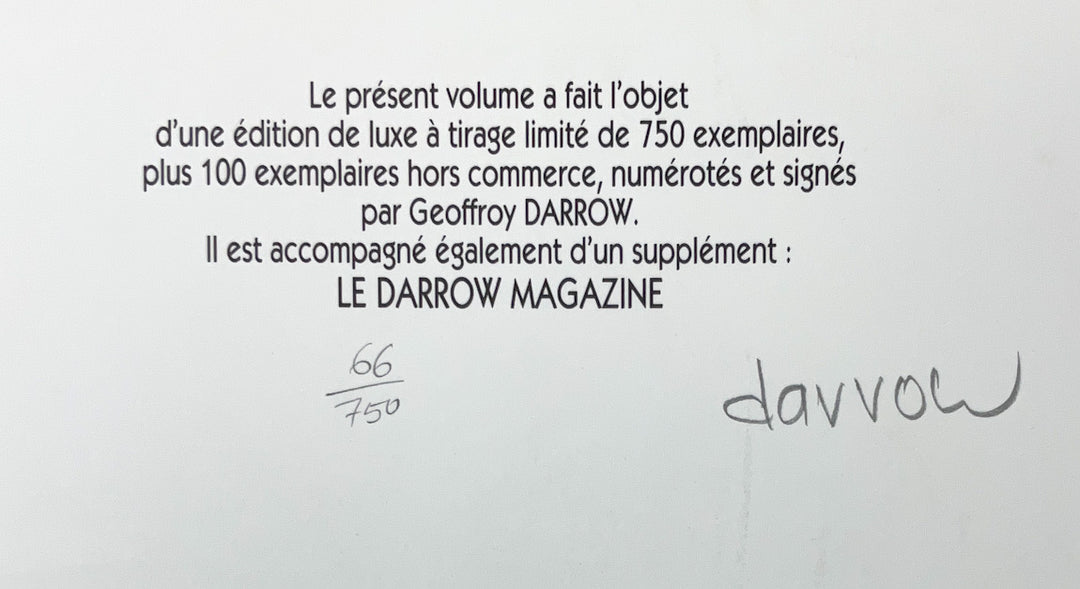 Le présent volume a fait l'objet
d'une édition de luxe à tirage limité de 750 exemplaires,
plus 100 exemplaires hors commerce, numérotés et signés
par Geoffroy DARROW.
Il est accompagné également d'un supplément :
LE DARROW MAGAZINE
66
750
darrow